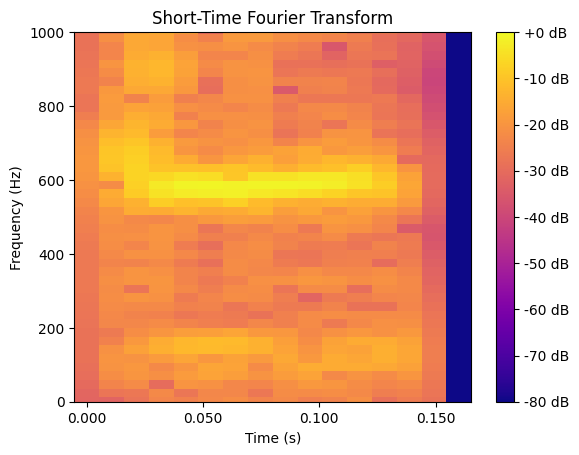 Short-Time Fourier Transform
Frequency (Hz)
1000
800
600
400
200
0
0.000
0.050
0.100
0.150
Time (s)
+0 dB
-10 dB
-20 dB
-30 dB
-40 dB
-50 dB
-60 dB
-70 dB
-80 dB